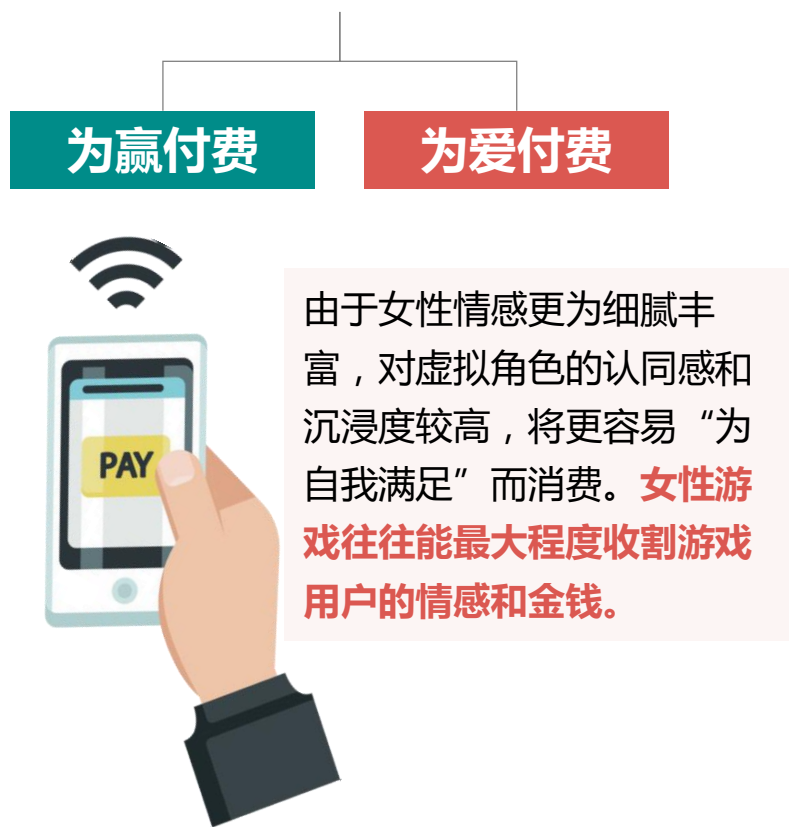 为赢付费
为爱付费
PAY
由于女性情感更为细腻丰
富，对虚拟角色的认同感和
沉浸度较高，将更容易“为
自我满足”而消费。女性游
戏往往能最大程度收割游戏
用户的情感和金钱。